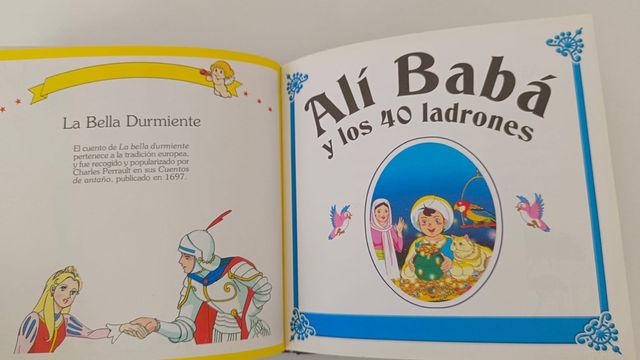 La Bella Durmiente
El cuento de La bella durmiente
pertenece a la tradición europea,
y fue recogido y popularizado por
Charles Perrault en sus Cuentos
de antaño, publicado en 1697.
Alí Babá
y los 40 ladrones